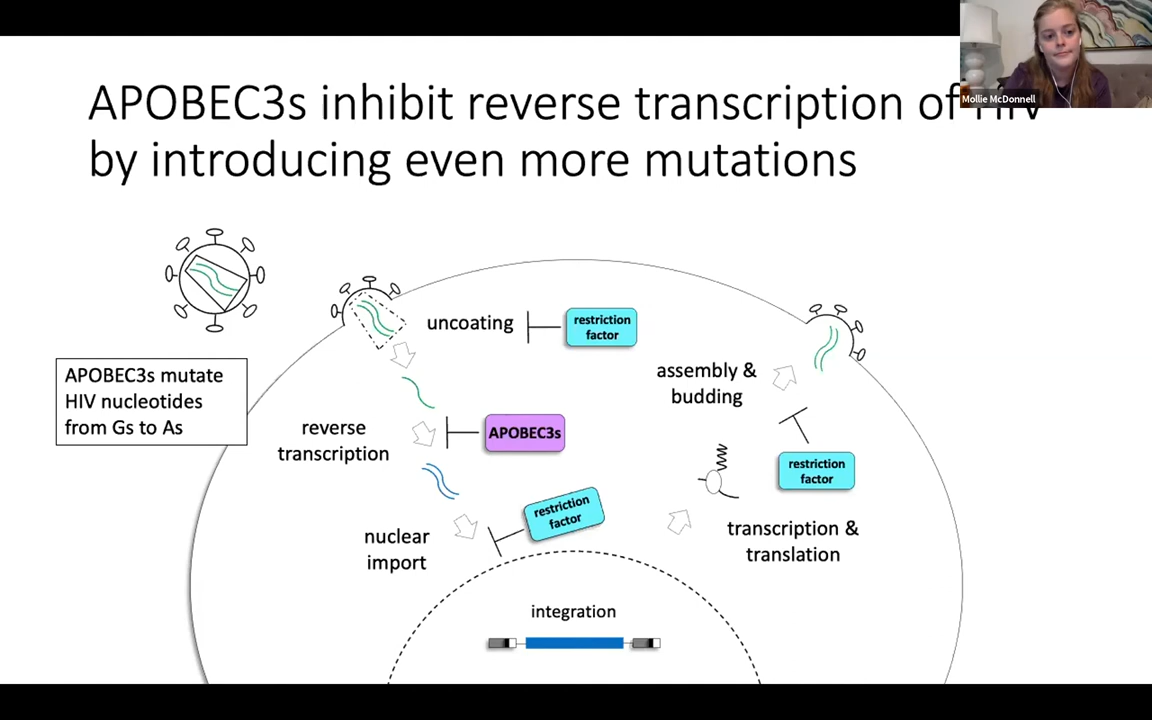 APOBEC3s inhibit reverse transcription of HIV
by introducing even more mutations
Mollie McDonnell
uncoating
restriction
factor
APOBEC3s mutate
HIV nucleotides
from Gs to As
assembly &
budding
reverse
transcription
APOBEC3s
restriction
factor
restriction
factor
nuclear
import
transcription &
translation
integration